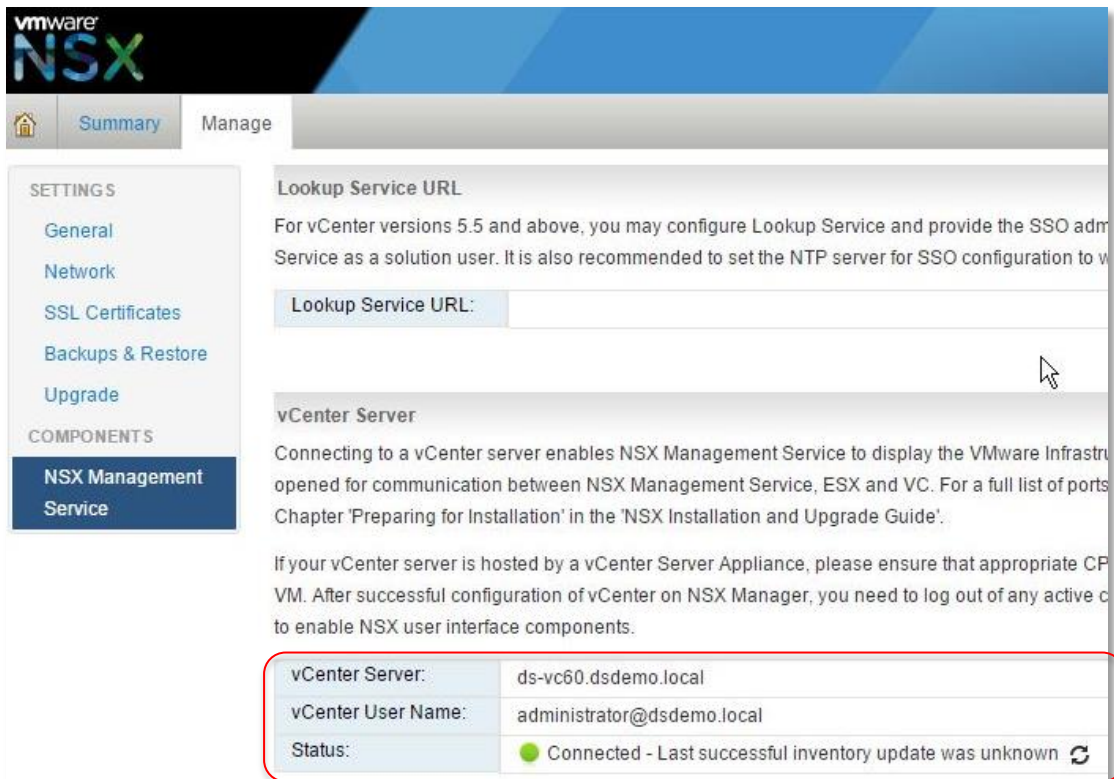 vmware
NSX
Summary
Manage
SETTINGS
General
Network
SSL Certificates
Backups & Restore
Upgrade
COMPONENTS
NSX Management
Service
Lookup Service URL
For vCenter versions 5.5 and above, you may configure Lookup Service and provide the SSO adm
Service as a solution user. It is also recommended to set the NTP server for SSO configuration to w
Lookup Service URL:
vCenter Server
Connecting to a vCenter server enables NSX Management Service to display the VMware Infrastru
opened for communication between NSX Management Service, ESX and VC. For a full list of ports
Chapter 'Preparing for Installation' in the 'NSX Installation and Upgrade Guide'.
If your vCenter server is hosted by a vCenter Server Appliance, please ensure that appropriate CP
VM. After successful configuration of vCenter on NSX Manager, you need to log out of any active c
to enable NSX user interface components.
vCenter Server: ds-vc60.dsdemo.local
vCenter User Name: administrator@dsdemo.local
Status: Connected - Last successful inventory update was unknown